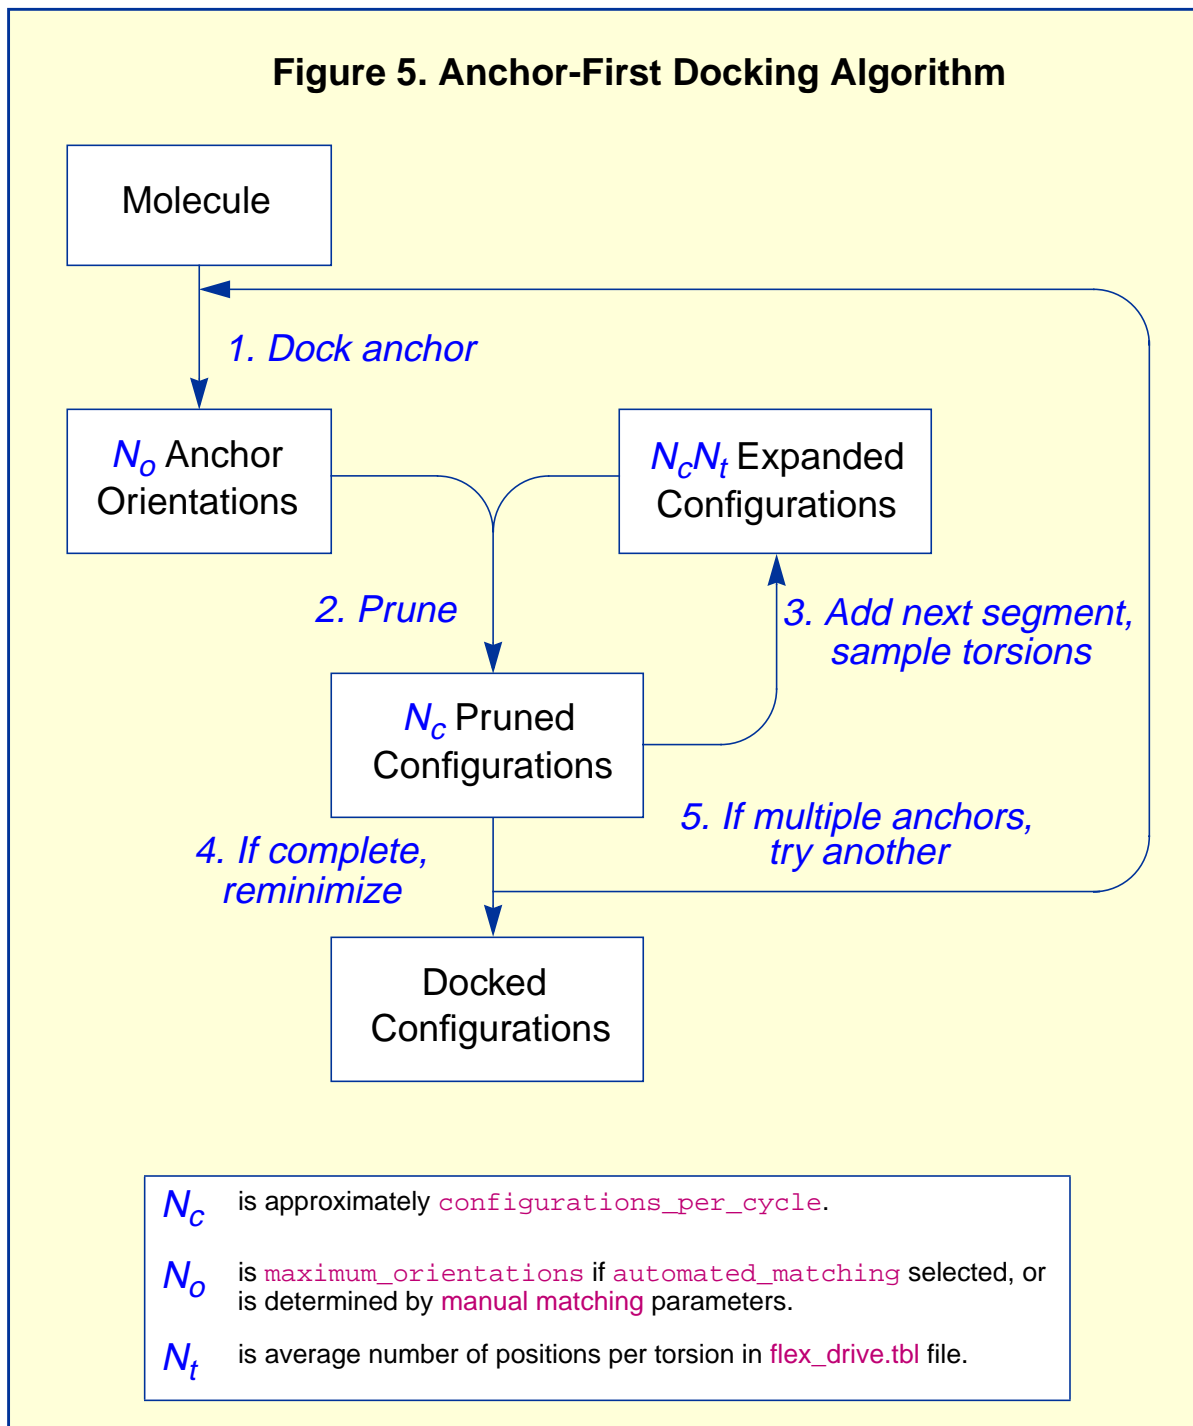 Figure 5. Anchor-First Docking Algorithm
Molecule
1. Dock anchor
No Anchor
Orientations
NcNt Expanded
Configurations
2. Prune
3. Add next segment,
sample torsions
Nc Pruned
Configurations
4. If complete,
reminimize
5. If multiple anchors,
try another
Docked
Configurations
Nc is approximately configurations_per_cycle.
No is maximum_orientations if automated_matching selected, or
is determined by manual matching parameters.
Nt is average number of positions per torsion in flex_drive.tbl file.